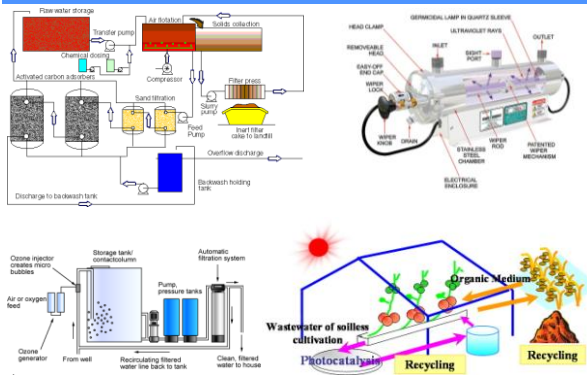 Raw water storage
Transfer pump
Chemical dosing
Air flotation
Solids collection
Compressor
Activated carbon adsorbers
Sand filtration
Feed
Pump
Slurry
pump
Filter press
Inert filter
cake to landfill
Overflow discharge
Backwash holding
tank
Discharge to backwash tank
GERMICIDAL LAMP IN QUARTZ SLEEVE
ULTRAVIOLET RAYS
OUTLET
HEAD CLAMP
INLET
SIGHT
PORT
REMOVEABLE
HEAD
EASY-OFF
END CAP
WIPER
LOCK
WIPER
KNOB
DRAIN
STAINLESS
STEEL
CHAMBER
WIPER
ROD
PATENTED
WIPER
MECHANISM
ELECTRICAL
ENCLOSURE
Ozone injector
creates micro
bubbles
Storage tank/
contactcolumn
Automatic
filtration system
Air or oxygen
feed
Pump,
pressure tanks
Ozone
generator
From well
Recirculating filtered
water line back to tank
Clean, filtered
water to house
Organic Medium
Wastewater of soilless
cultivation
Photocatalysis
Recycling
Recycling